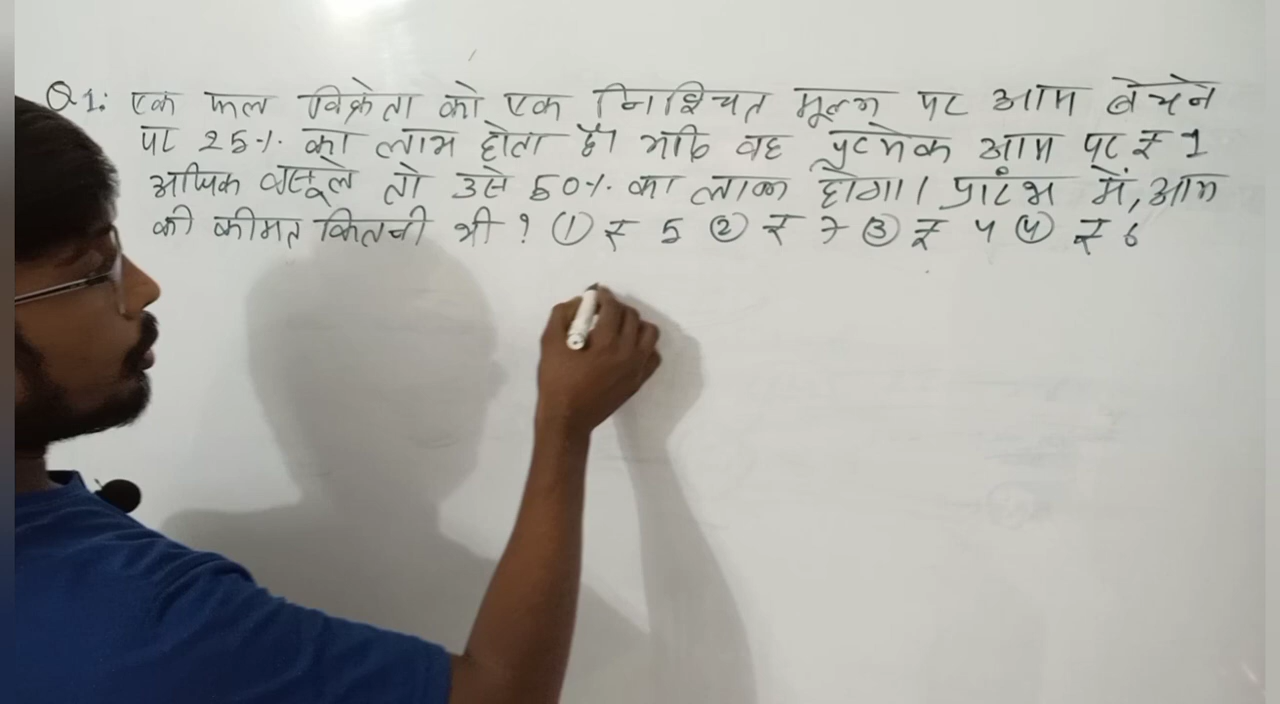 Q1: एक फल विक्रेता को एक निश्चित मूल्य पर आम बेचने
पर 25% का लाभ होता है। यदि वह प्रत्येक आम पर ₹ 1
अधिक वसूले तो उसे 50% का लाभ होगा। प्रारंभ में, आम
की कीमत कितनी थी ? ① ₹ 5 ② ₹ 7 ③ ₹ 4 ④ ₹ 6